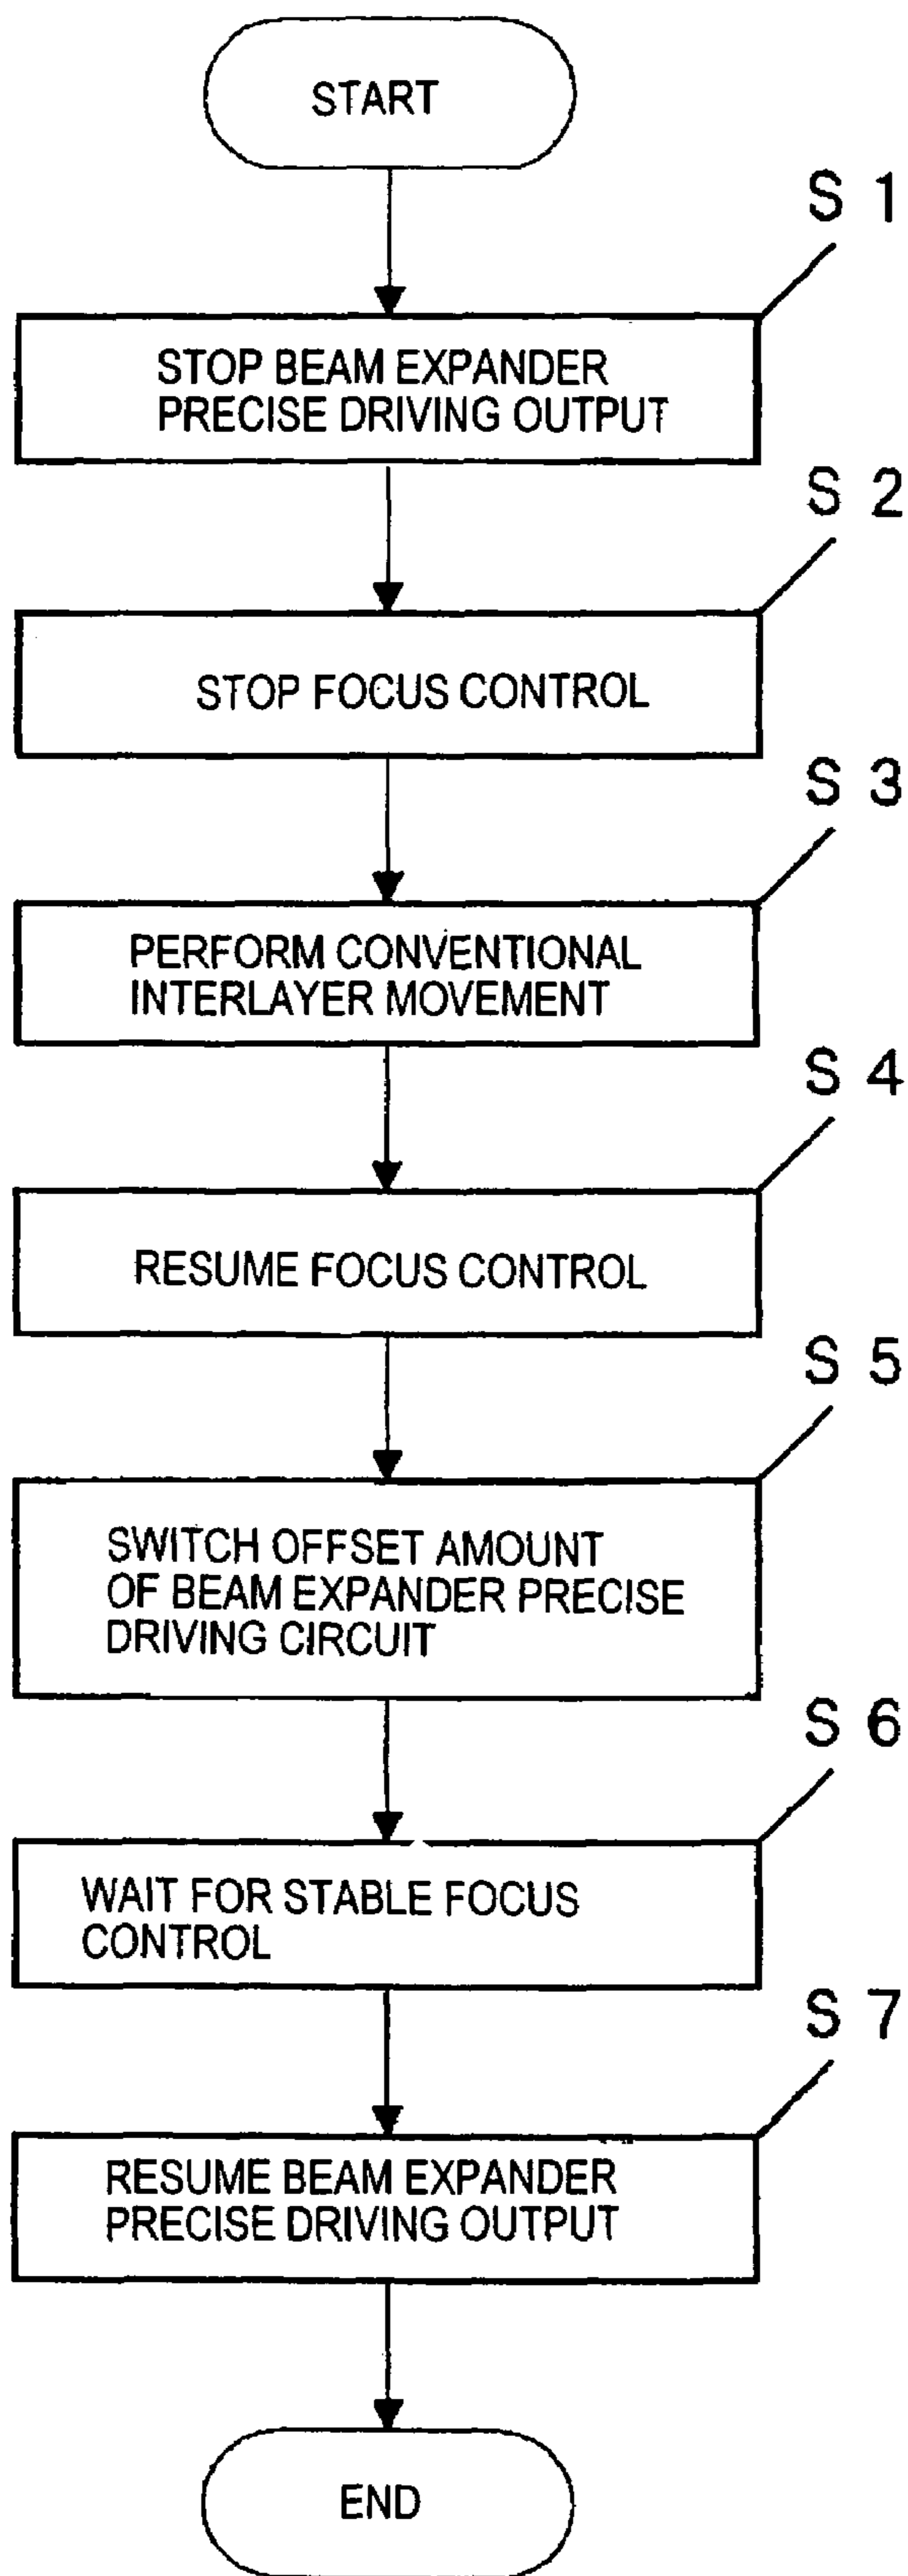 START
S 1
STOP BEAM EXPANDER
PRECISE DRIVING OUTPUT
S 2
STOP FOCUS CONTROL
S 3
PERFORM CONVENTIONAL
INTERLAYER MOVEMENT
S 4
RESUME FOCUS CONTROL
S 5
SWITCH OFFSET AMOUNT
OF BEAM EXPANDER PRECISE
DRIVING CIRCUIT
S 6
WAIT FOR STABLE FOCUS
CONTROL
S 7
RESUME BEAM EXPANDER
PRECISE DRIVING OUTPUT
END